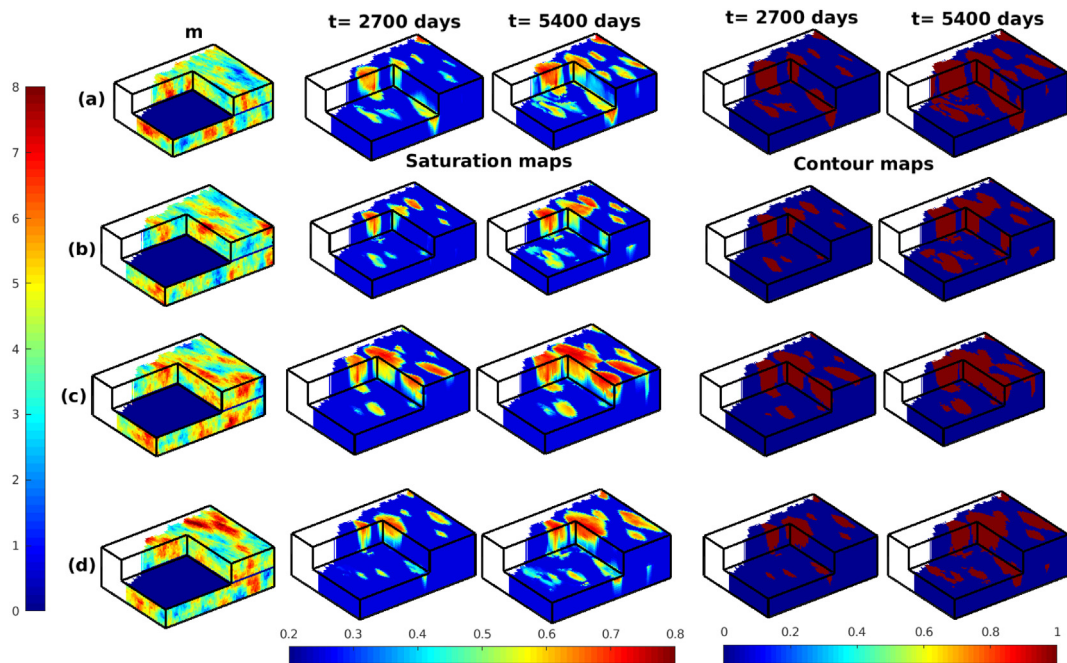 m t= 2700 days t= 5400 days t= 2700 days t= 5400 days
8
(a)
7
Saturation maps Contour maps
6
(b)
5
4
3
(c)
2
1
(d)
0
0.2 0.3 0.4 0.5 0.6 0.7 0.8
0 0.2 0.4 0.6 0.8 1